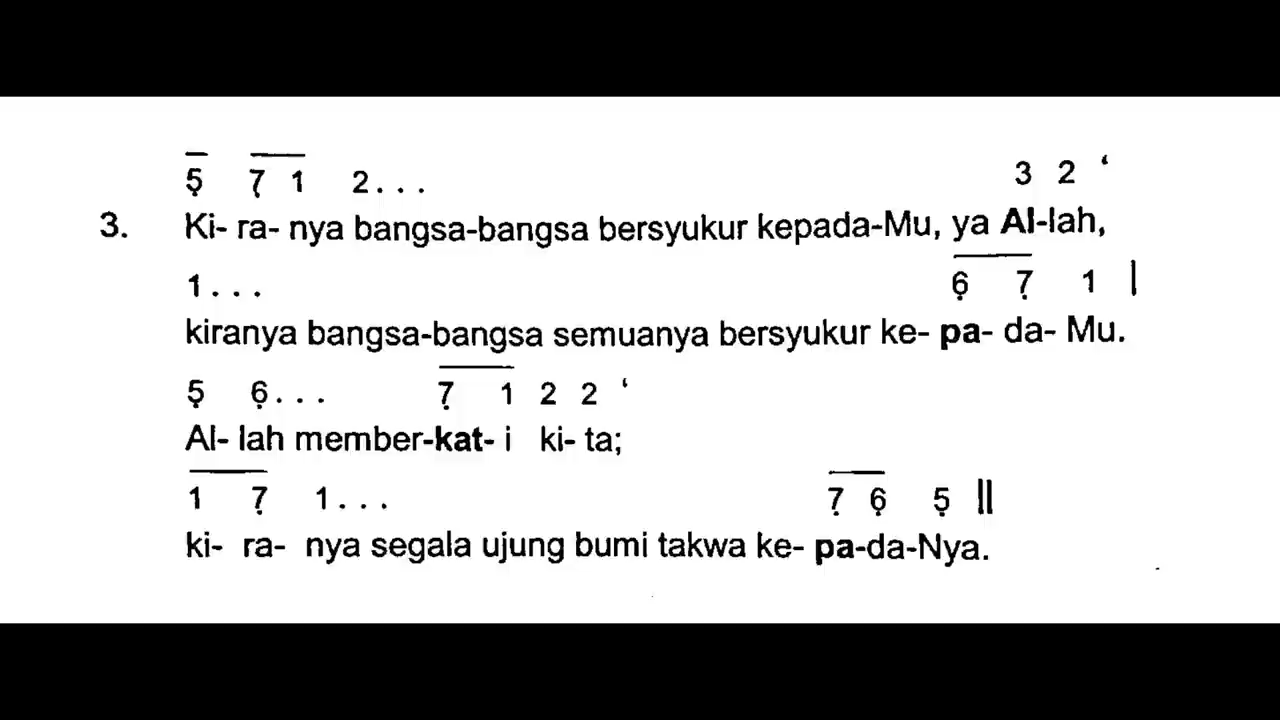 5̣ 7̣ 1 2... 3 2 ‘
3. Ki- ra- nya bangsa-bangsa bersyukur kepada-Mu, ya Al-lah,
1... 6̣ 7̣ 1 |
kiranya bangsa-bangsa semuanya bersyukur ke- pa- da- Mu.
5̣ 6̣... 7̣ 1 2 2 ‘
Al- lah member-kat- i ki- ta;
1 7̣ 1... 7̣ 6̣ 5̣ ||
ki- ra- nya segala ujung bumi takwa ke- pa-da-Nya.